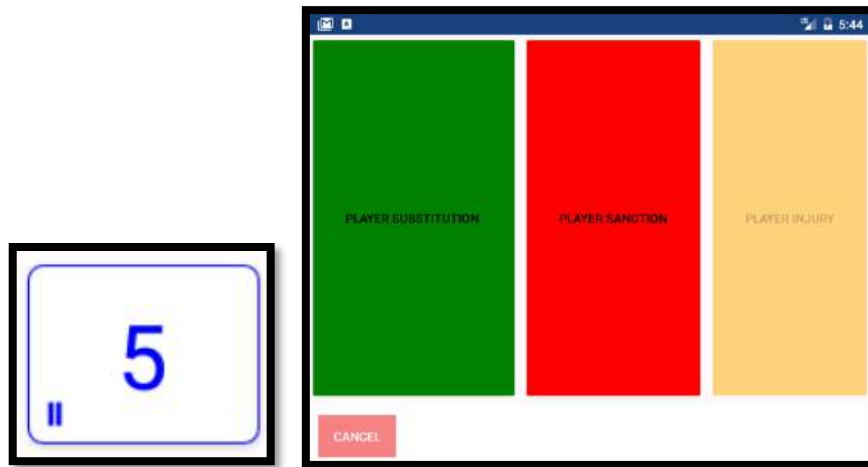 5:44
PLAYER SUBSTITUTION
PLAYER SANCTION
PLAYER INJURY
5
II
CANCEL